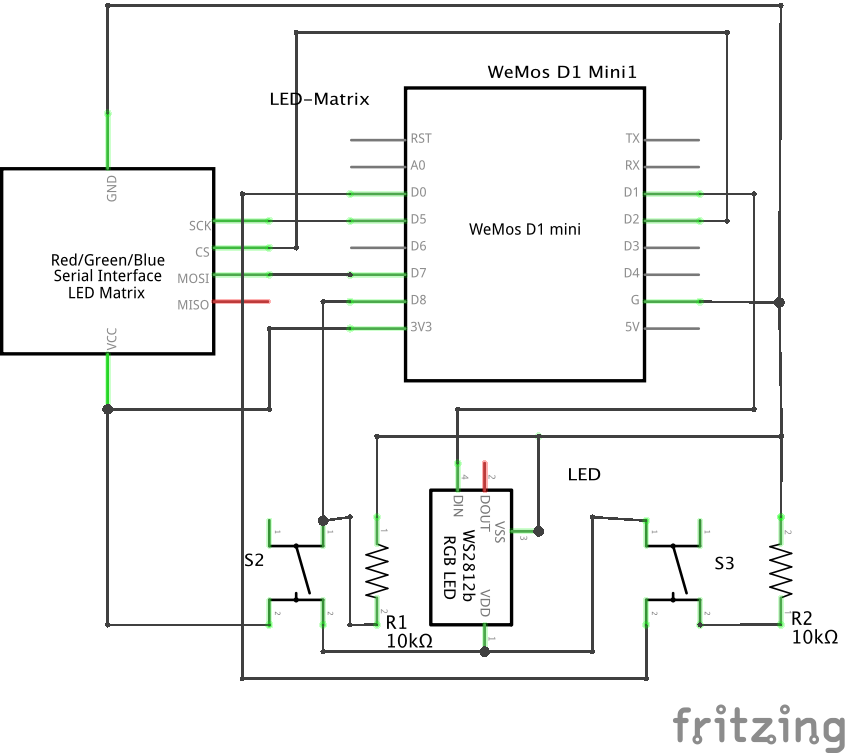 WeMos D1 Mini1
LED-Matrix
RST
TX
A0
RX
GND
D0
D1
SCK
D5
D2
WeMos D1 mini
CS
D6
D3
Red/Green/Blue
Serial Interface
LED Matrix
MOSI
D7
D4
MISO
D8
G
VCC
3V3
5V
LED
4
2
DIN
DOUT
VSS
3
WS2812b
RGB LED
VDD
1
S2
1
1
2
2
1
2
R1
10kΩ
S3
1
1
2
2
2
1
R2
10kΩ
fritzing